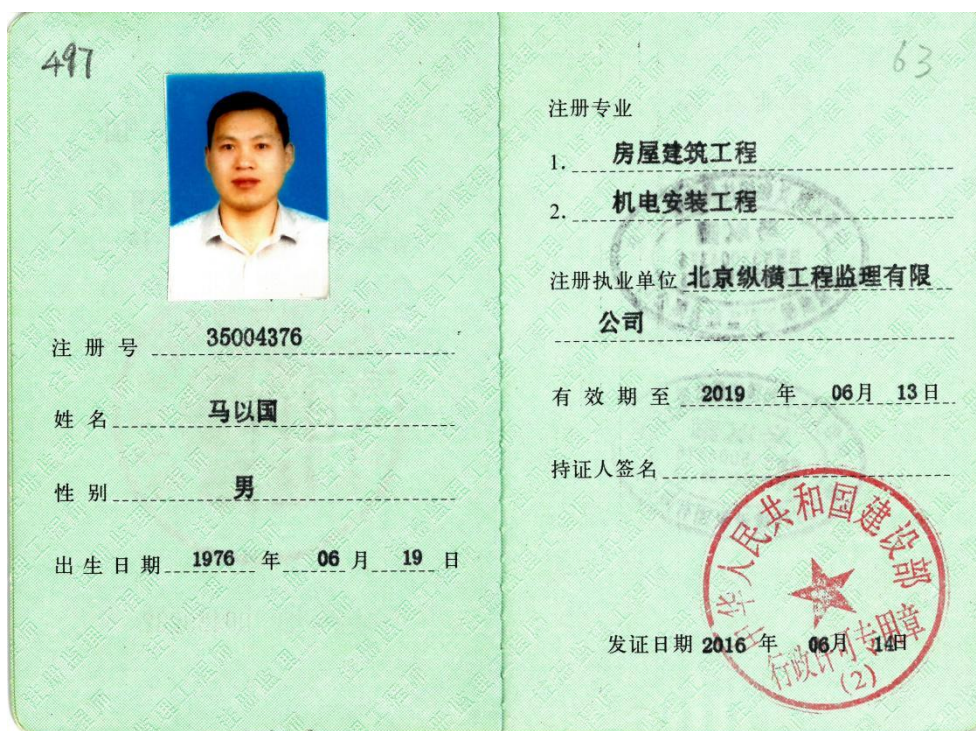 497
注 册 号 35004376
姓 名 马以国
性 别 男
出 生 日 期 1976 年 06 月 19 日
63
注册专业
1. 房屋建筑工程
2. 机电安装工程
注册执业单位 北京纵横工程监理有限
公司
有 效 期 至 2019 年 06月 13日
持证人签名
中华人民共和国建设部
行政许可专用章
(2)
发证日期 2016 年 06月 14日